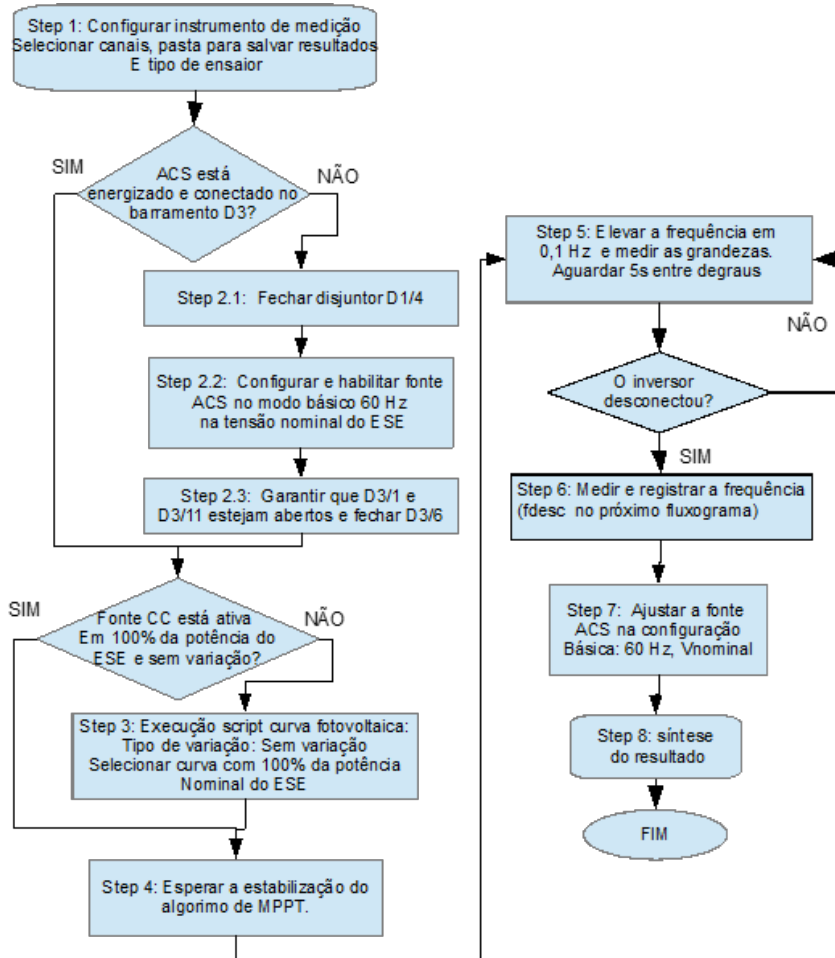 Step 1: Configurar instrumento de medição
Selecionar canais, pasta para salvar resultados
E tipo de ensaior
SIM
NÃO
ACS está
energizado e conectado no
barramento D3?
Step 2.1: Fechar disjuntor D1/4
Step 2.2: Configurar e habilitar fonte
ACS no modo básico 60 Hz
na tensão nominal do ESE
Step 2.3: Garantir que D3/1 e
D3/11 estejam abertos e fechar D3/6
SIM
NÃO
Fonte CC está ativa
Em 100% da potência do
ESE e sem variação?
Step 3: Execução script curva fotovoltaica:
Tipo de variação: Sem variação
Selecionar curva com 100% da potência
Nominal do ESE
Step 4: Esperar a estabilização do
algorimo de MPPT.
Step 5: Elevar a frequência em
0,1 Hz e medir as grandezas.
Aguardar 5s entre degraus
NÃO
O inversor
desconectou?
SIM
Step 6: Medir e registrar a frequência
(fdesc no próximo fluxograma)
Step 7: Ajustar a fonte
ACS na configuração
Básica: 60 Hz, Vnominal
Step 8: síntese
do resultado
FIM